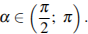 α ∈ (π/2; π).